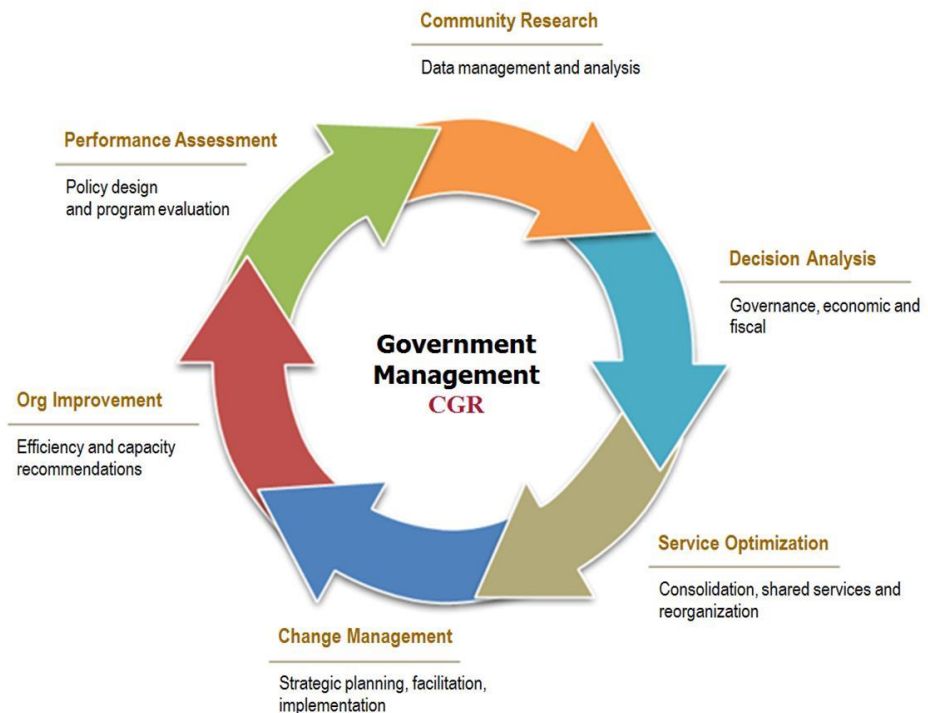 Community Research
Data management and analysis
Performance Assessment
Policy design
and program evaluation
Decision Analysis
Governance, economic and
fiscal
Government
Management
CGR
Org Improvement
Efficiency and capacity
recommendations
Service Optimization
Consolidation, shared services and
reorganization
Change Management
Strategic planning, facilitation,
implementation